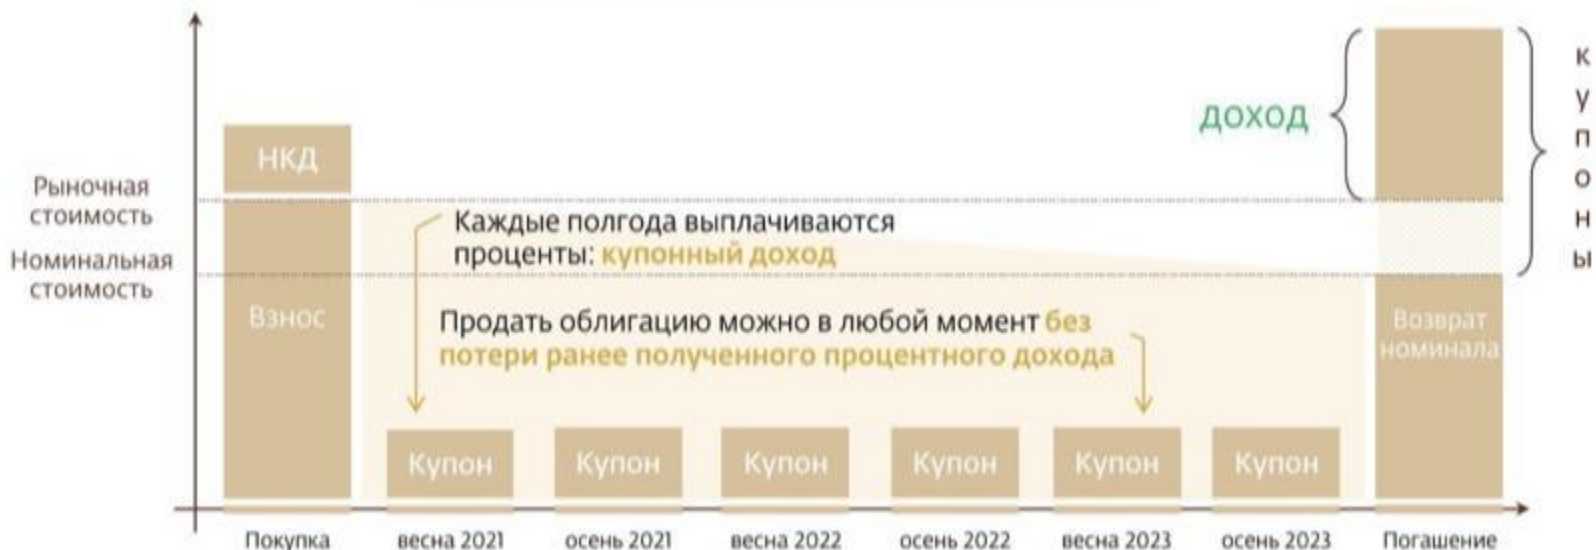 НКД
Рыночная
стоимость
Номинальная
стоимость
Взнос
Каждые полгода выплачиваются
проценты: купонный доход
Продать облигацию можно в любой момент без
потери ранее полученного процентного дохода
ДОХОД
купоны
Возврат
номинала
Купон
Купон
Купон
Купон
Купон
Купон
Покупка
весна 2021
осень 2021
весна 2022
осень 2022
весна 2023
осень 2023
Погашение